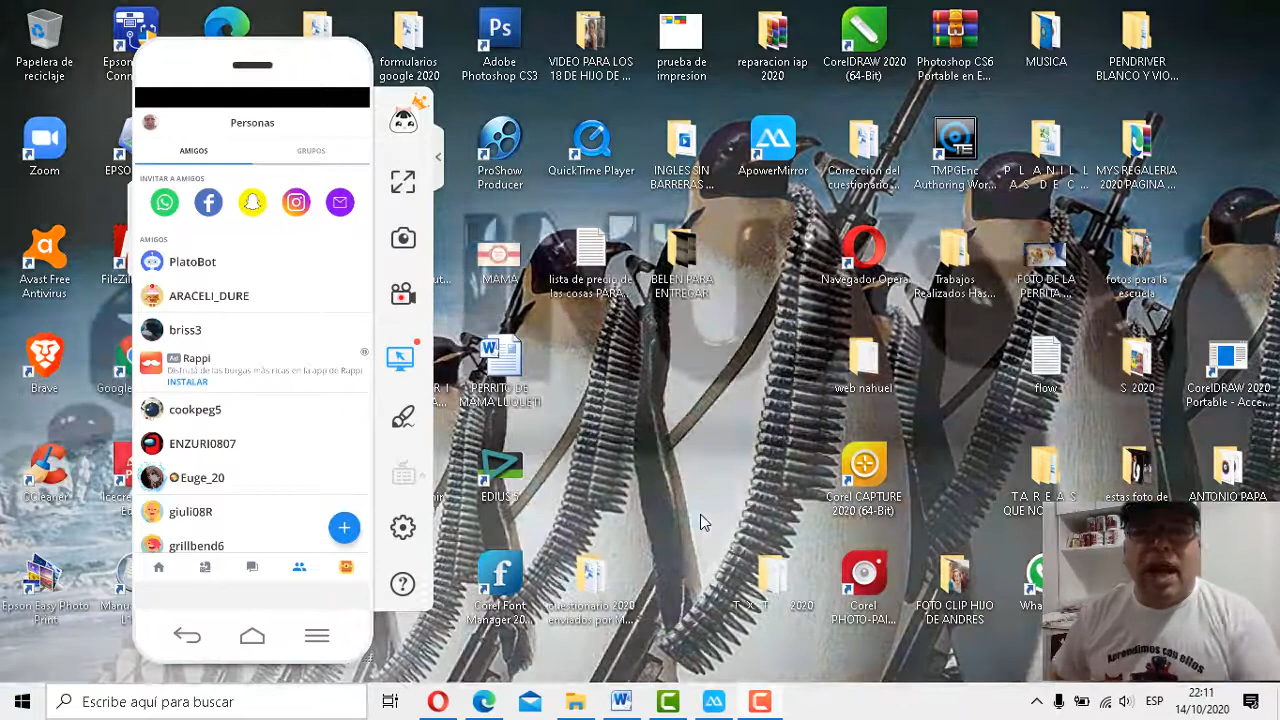 Papelera de
reciclaje
formularios
google 2020
Adobe
Photoshop CS3
VIDEO PARA LOS
18 DE HIJO DE ...
prueba de
impresion
reparacion iap
2020
CorelDRAW 2020
(64-Bit)
Photoshop CS6
Portable en E...
MUSICA
PENDRIVER
BLANCO Y VIO...
Personas
AMIGOS
GRUPOS
INVITAR A AMIGOS
AMIGOS
PlatoBot
ARACELI_DURE
briss3
Ad Rappi
Disfrutá de las burgas más ricas en la app de Rappi
INSTALAR
cookpeg5
ENZURI0807
Euge_20
giuli08R
grillbend6
Zoom
ProShow
Producer
QuickTime Player
INGLES SIN
BARRERAS ...
ApowerMirror
Correccion del
cuestionario ...
TMPGEnc
Authoring Wor...
P L A N I L L
A S D E C ...
XYS REGALERIA
2020 PAGINA ...
Avast Free
Antivirus
MAMA
lista de precio de
las cosas PARA...
BELEN PARA
ENTREGAR
Navegador Opera
Trabajos
Realizados Has...
FOTO DE LA
PERRITA ...
fotos para la
escuela
Brave
PERRITO DE
MAMA LUQUETI
web nahuel
flow
S 2020
CorelDRAW 2020
Portable - Acce...
CCleaner
EDIUS 5
Corel CAPTURE
2020 (64-Bit)
T A R E A S
QUE NO
estas foto de
ANTONIO PAPA
Epson Easy Photo
Print
Corel Font
Manager 20...
cuestionario 2020
enviados por M...
T X T 2020
Corel
PHOTO-PAI...
FOTO CLIP HIJO
DE ANDRES
Aprendimos con ellos
Escribe aquí para buscar
ESP
2:11
14/10/2020